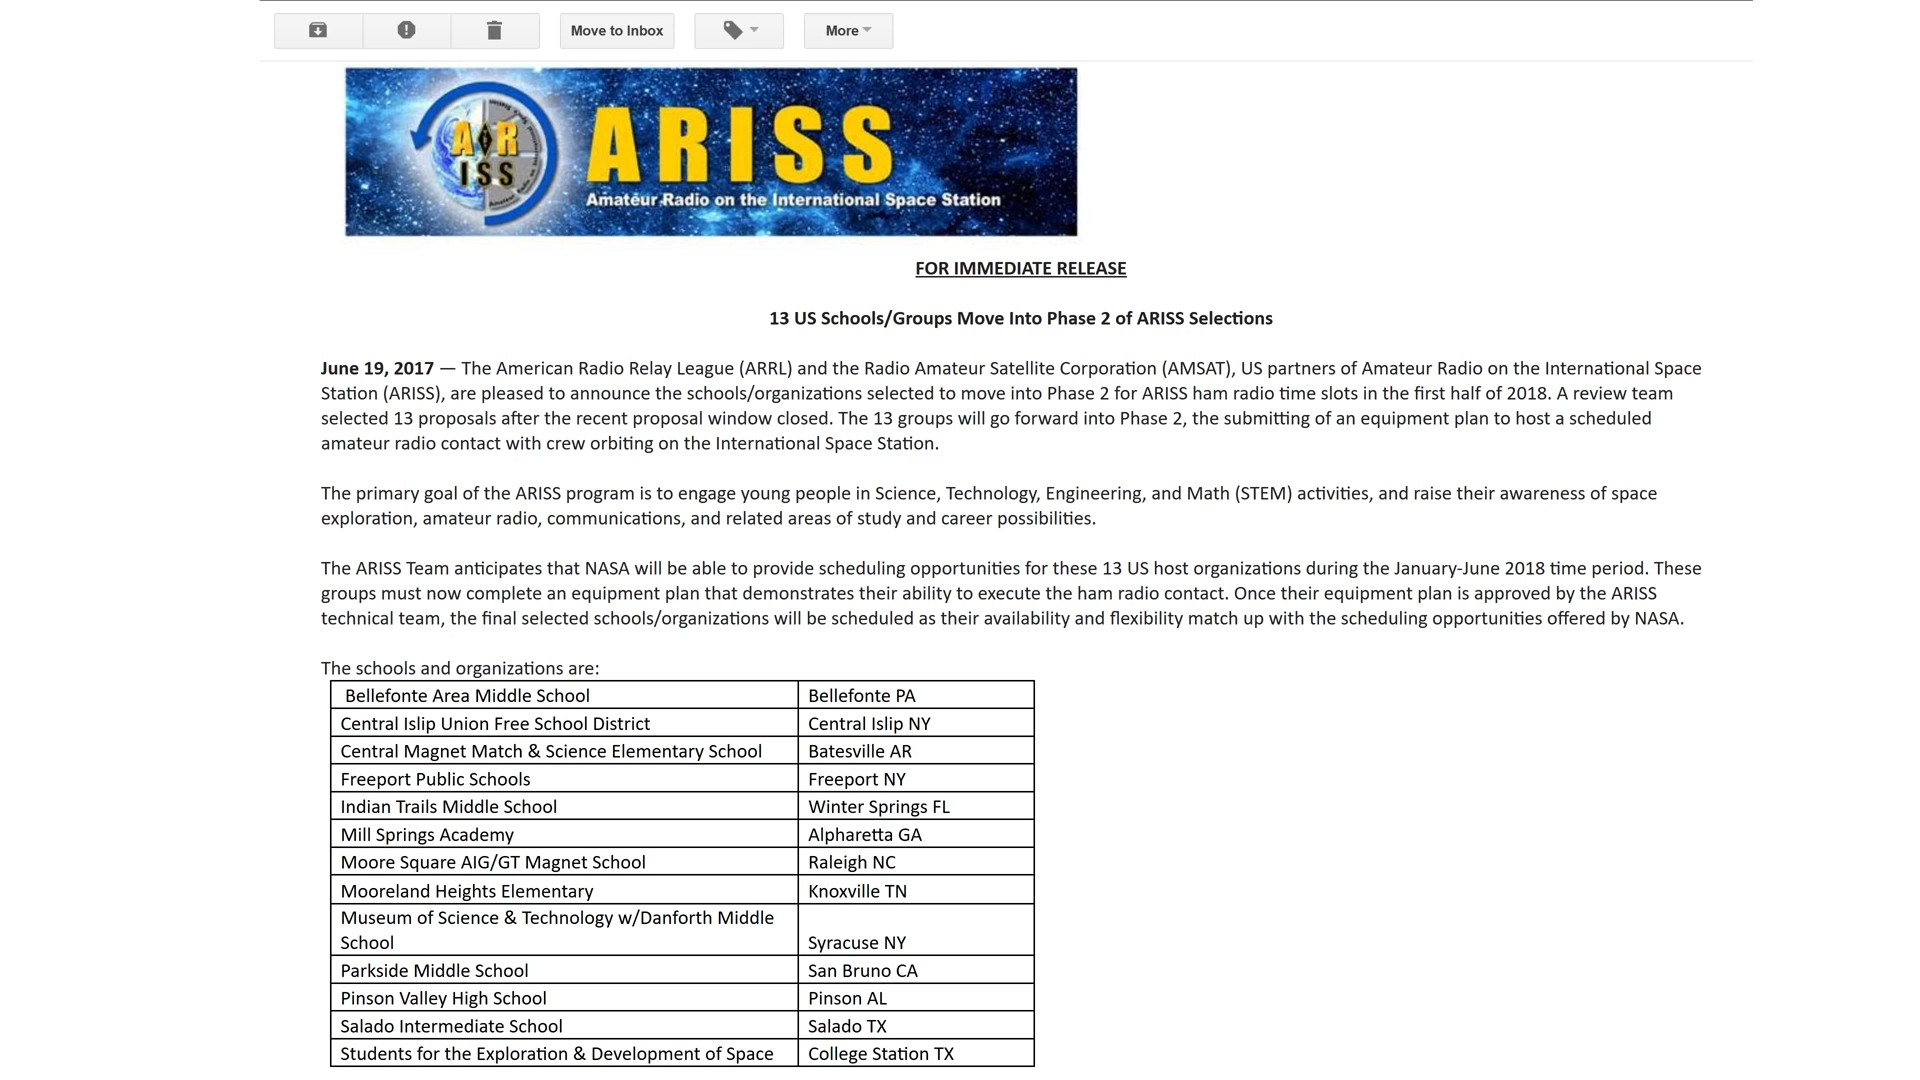 Move to Inbox More
A R
ISS
ARISS
Amateur Radio on the International Space Station
FOR IMMEDIATE RELEASE
13 US Schools/Groups Move Into Phase 2 of ARISS Selections
June 19, 2017 — The American Radio Relay League (ARRL) and the Radio Amateur Satellite Corporation (AMSAT), US partners of Amateur Radio on the International Space
Station (ARISS), are pleased to announce the schools/organizations selected to move into Phase 2 for ARISS ham radio time slots in the first half of 2018. A review team
selected 13 proposals after the recent proposal window closed. The 13 groups will go forward into Phase 2, the submitting of an equipment plan to host a scheduled
amateur radio contact with crew orbiting on the International Space Station.
The primary goal of the ARISS program is to engage young people in Science, Technology, Engineering, and Math (STEM) activities, and raise their awareness of space
exploration, amateur radio, communications, and related areas of study and career possibilities.
The ARISS Team anticipates that NASA will be able to provide scheduling opportunities for these 13 US host organizations during the January-June 2018 time period. These
groups must now complete an equipment plan that demonstrates their ability to execute the ham radio contact. Once their equipment plan is approved by the ARISS
technical team, the final selected schools/organizations will be scheduled as their availability and flexibility match up with the scheduling opportunities offered by NASA.
The schools and organizations are:
Bellefonte Area Middle School Bellefonte PA
Central Islip Union Free School District Central Islip NY
Central Magnet Match & Science Elementary School Batesville AR
Freeport Public Schools Freeport NY
Indian Trails Middle School Winter Springs FL
Mill Springs Academy Alpharetta GA
Moore Square AIG/GT Magnet School Raleigh NC
Mooreland Heights Elementary Knoxville TN
Museum of Science & Technology w/Danforth Middle
School Syracuse NY
Parkside Middle School San Bruno CA
Pinson Valley High School Pinson AL
Salado Intermediate School Salado TX
Students for the Exploration & Development of Space College Station TX